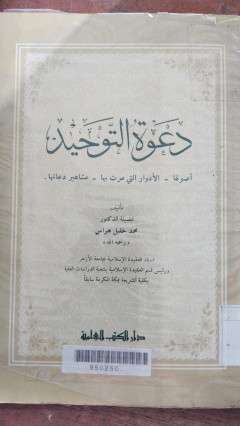 دعوة التوحيد
أصولها - الأدوار التي مرت بها - مشاهير دعاتها.
تأليف
فضيلة الدكتور
محمد خليل هراس
(رحمه الله)
أستاذ العقيدة الإسلامية بجامعة الأزهر
ورئيس قسم العقيدة الإسلامية بشعبة الدراسات العليا
بكلية الشريعة بمكة المكرمة سابقاً
دار الكتب العلمية
950250